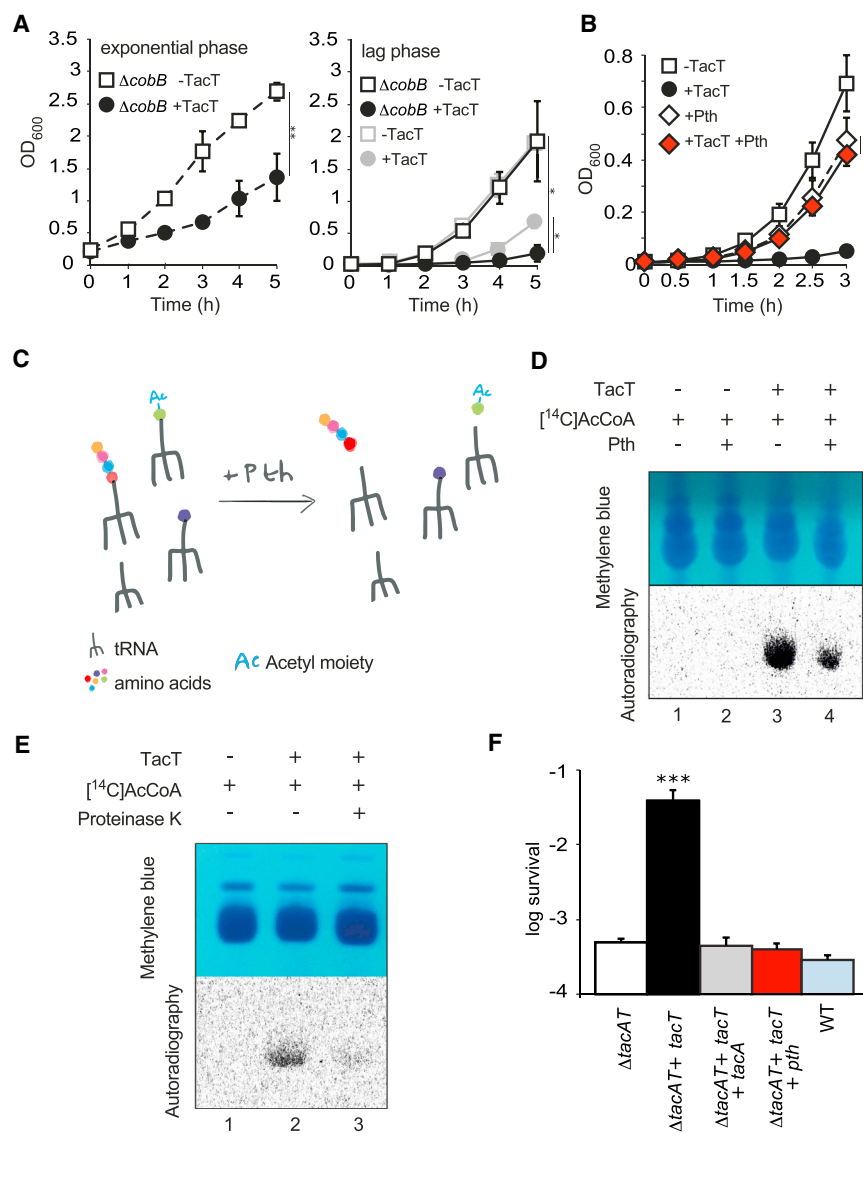 A
exponential phase
ΔcobB -TacT
ΔcobB +TacT
OD600
3.5
3
2.5
2
1.5
1
0.5
0
**
0 1 2 3 4 5
Time (h)
lag phase
ΔcobB -TacT
ΔcobB +TacT
-TacT
+TacT
3.5
3
2.5
2
1.5
1
0.5
0
*
*
0 1 2 3 4 5
Time (h)
B
-TacT
+TacT
+Pth
+TacT +Pth
OD600
0.8
0.6
0.4
0.2
0
0 0.5 1 1.5 2 2.5 3
Time (h)
C
Ac
+Pth
Ac
tRNA
amino acids
Ac Acetyl moiety
D
TacT - - + +
[14C]AcCoA + + + +
Pth - + - +
Methylene blue
Autoradiography
1 2 3 4
E
TacT - + +
[14C]AcCoA + + +
Proteinase K - - +
Methylene blue
Autoradiography
1 2 3
F
log survival
-1
-2
-3
-4
***
ΔtacAT
ΔtacAT+ tacT
ΔtacAT+ tacT
+ tacA
ΔtacAT+ tacT
+ pth
WT